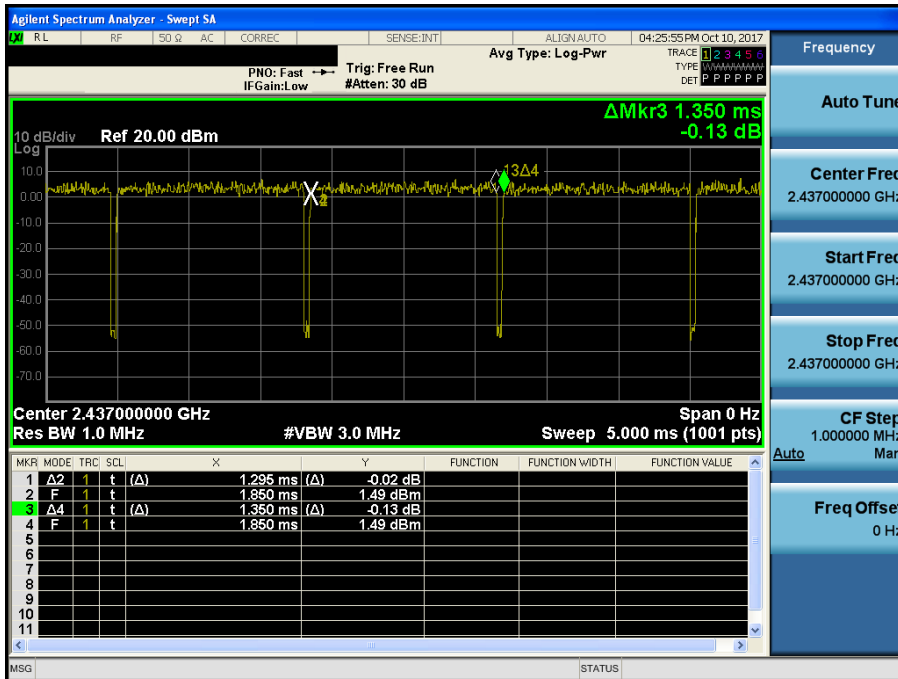 Agilent Spectrum Analyzer - Swept SA
LXI RL RF 50 Ω AC CORREC SENSE:INT ALIGN AUTO 04:25:55 PM Oct 10, 2017
Frequency
PNO: Fast Trig: Free Run Avg Type: Log-Pwr TRACE 1 2 3 4 5 6
IFGain:Low #Atten: 30 dB TYPE WWWWWW
DET P P P P P P
Auto Tune
ΔMkr3 1.350 ms
10 dB/div Ref 20.00 dBm -0.13 dB
Log
10.0
0.00
-10.0
-20.0
-30.0
-40.0
-50.0
-60.0
-70.0
2
13Δ4
Center Freq
2.437000000 GHz
Start Freq
2.437000000 GHz
Stop Freq
2.437000000 GHz
CF Step
1.000000 MHz
Auto Man
Freq Offset
0 Hz
Center 2.437000000 GHz Span 0 Hz
Res BW 1.0 MHz #VBW 3.0 MHz Sweep 5.000 ms (1001 pts)
MKR MODE TRC SCL X Y FUNCTION FUNCTION WIDTH FUNCTION VALUE
1 Δ2 1 t (Δ) 1.295 ms (Δ) -0.02 dB
2 F 1 t 1.850 ms 1.49 dBm
3 Δ4 1 t (Δ) 1.350 ms (Δ) -0.13 dB
4 F 1 t 1.850 ms 1.49 dBm
5
6
7
8
9
10
11
MSG STATUS